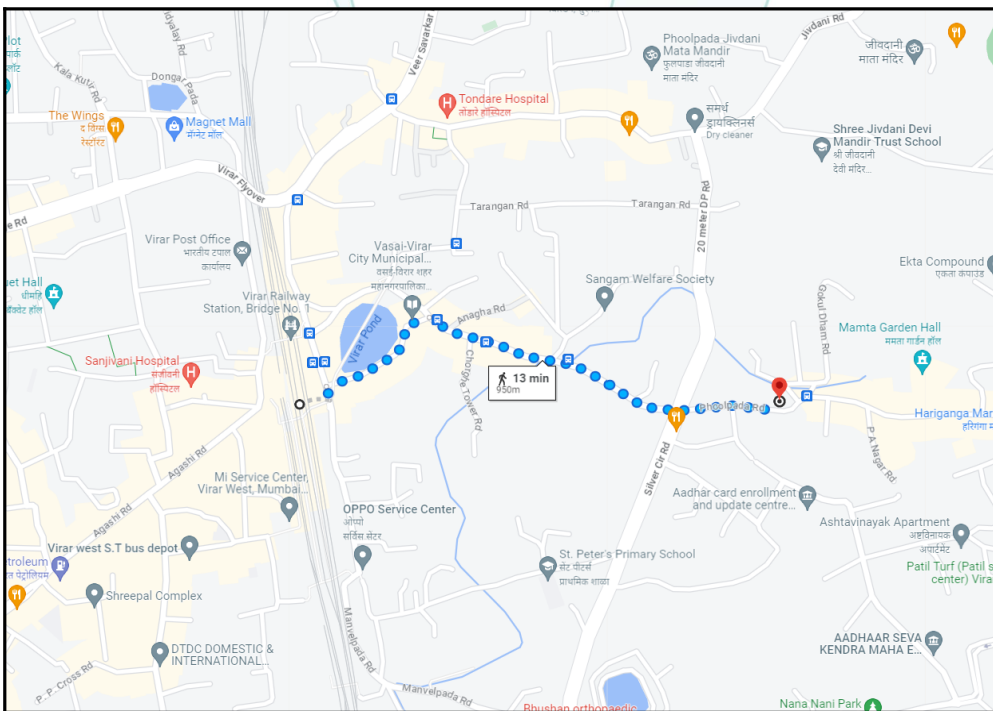 Jivdani Rd
Veer Savarkar
Phoolpada Jivdani
Mata Mandir
फुलपाडा जीवदानी
माता मंदिर
जीवदानी
माता मंदिर
Kala Kutir Rd
Dongar Pada
Tondare Hospital
तोंडारे हॉस्पिटल
The Wings
द विंग्स
रेस्टॉरंट
Magnet Mall
मॅग्नेट मॉल
समर्थ
ड्रायक्लिनर्स
Dry cleaner
Shree Jivdani Devi
Mandir Trust School
श्री जीवदानी
देवी मंदिर...
Virar Flyover
Tarangan Rd
Tarangan Rd
20 meter DP Rd
Virar Post Office
भारतीय टपाल
कार्यालय
Vasai-Virar
City Municipal...
वसई-विरार शहर
महानगरपालिका...
Ekta Compound
एकता कंपाउंड
Sangam Welfare Society
Virar Railway
Station, Bridge No. 1
Anagha Rd
Gokul Dham Rd
Virar Pond
Mamta Garden Hall
ममता गार्डन हॉल
Sanjivani Hospital
संजीवनी
हॉस्पिटल
Chorghe Tower Rd
13 min
950m
Phoolpada Rd
Hariganga Mar
P A Nagar Rd
Silver Cir Rd
Agashi Rd
Mi Service Center,
Virar West, Mumbai...
Aadhar card enrollment
and update centre...
OPPO Service Center
ओप्पो
सर्विस सेंटर
Agashi Rd
Ashtavinayak Apartment
अष्टविनायक
अपार्टमेंट
Virar west S.T bus depot
St. Peter's Primary School
सेंट पीटर्स
प्राथमिक शाळा
Patil Turf (Patil s
center) Vira
Shreepal Complex
Manvelpada Rd
AADHAAR SEVA
KENDRA MAHA E...
DTDC DOMESTIC &
INTERNATIONAL...
P. P. Cross Rd
Manvelpada Rd
Bhushan orthopaedic
Nana Nani Park